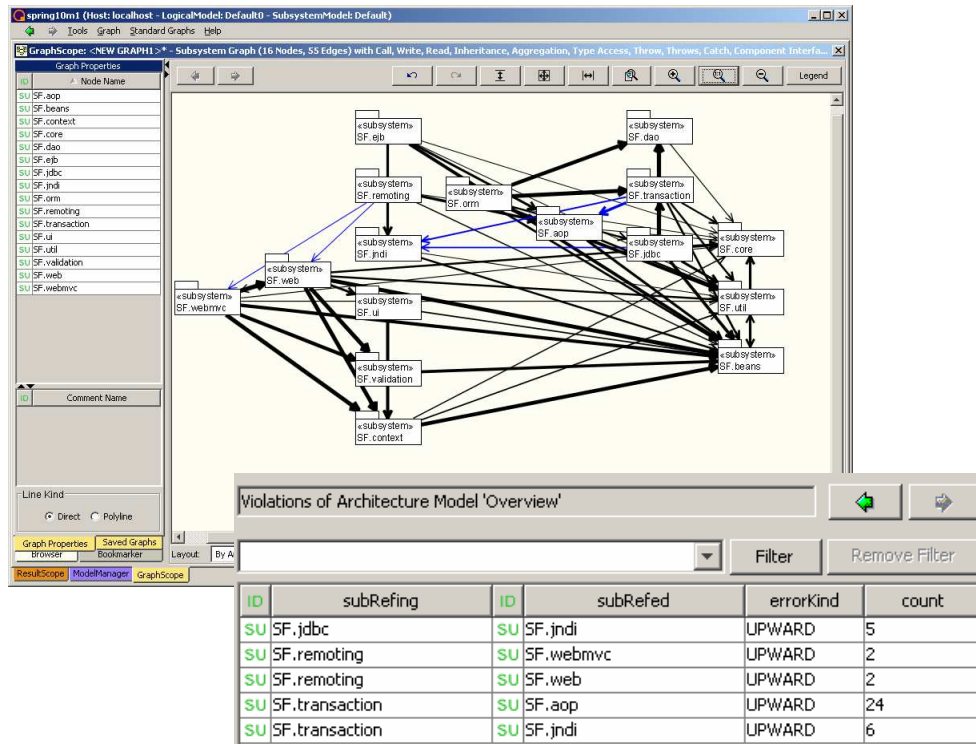 spring10m1 (Host: localhost - LogicalModel: Default0 - SubsystemModel: Default)
Tools Graph Standard Graphs Help
GraphScope: <NEW GRAPH1>* - Subsystem Graph (16 Nodes, 55 Edges) with Call, Write, Read, Inheritance, Aggregation, Type Access, Throw, Throws, Catch, Component Interfa...
Graph Properties
ID Node Name
SU SF.aop
SU SF.beans
SU SF.context
SU SF.core
SU SF.dao
SU SF.ejb
SU SF.jdbc
SU SF.jndi
SU SF.orm
SU SF.remoting
SU SF.transaction
SU SF.ui
SU SF.util
SU SF.validation
SU SF.web
SU SF.webmvc
ID Comment Name
Line Kind
Direct Polyline
Graph Properties Saved Graphs
Browser Bookmarker
ResultScope ModelManager GraphScope
Legend
«subsystem»
SF.ejb
«subsystem»
SF.dao
«subsystem»
SF.remoting
«subsystem»
SF.orm
«subsystem»
SF.transaction
«subsystem»
SF.aop
«subsystem»
SF.jndi
«subsystem»
SF.jdbc
«subsystem»
SF.core
«subsystem»
SF.web
«subsystem»
SF.webmvc
«subsystem»
SF.ui
«subsystem»
SF.util
«subsystem»
SF.validation
«subsystem»
SF.beans
«subsystem»
SF.context
Layout: By A
Violations of Architecture Model 'Overview'
Filter Remove Filter
ID subRefing ID subRefed errorKind count
SU SF.jdbc SU SF.jndi UPWARD 5
SU SF.remoting SU SF.webmvc UPWARD 2
SU SF.remoting SU SF.web UPWARD 2
SU SF.transaction SU SF.aop UPWARD 24
SU SF.transaction SU SF.jndi UPWARD 6